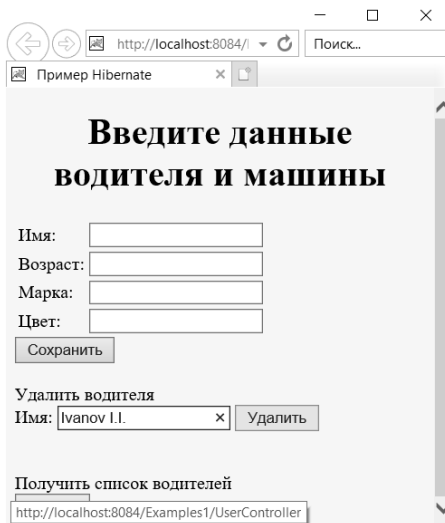 http://localhost:8084/
Поиск...
Пример Hibernate
Введите данные
водителя и машины
Имя:
Возраст:
Марка:
Цвет:
Сохранить
Удалить водителя
Имя: Ivanov I.I. × Удалить
Получить список водителей
http://localhost:8084/Examples1/UserController